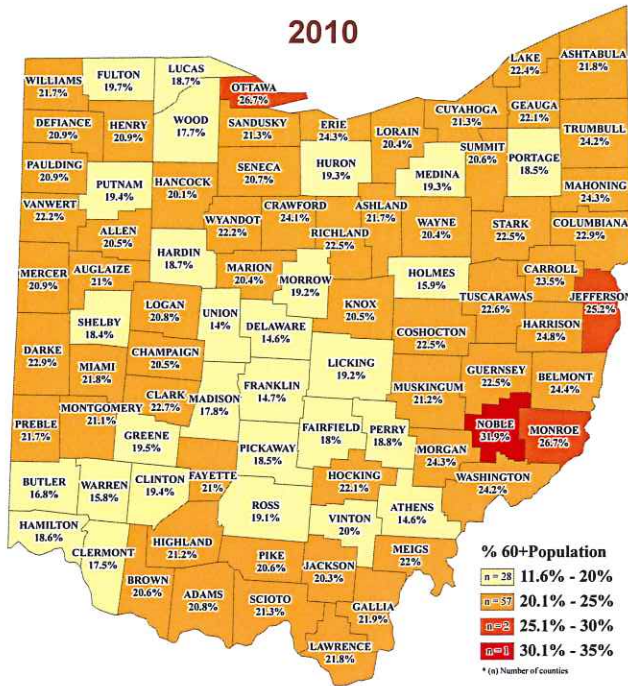 2010
WILLIAMS
21.7%
FULTON
19.7%
LUCAS
18.7%
OTTAWA
26.7%
LAKE
22.4%
ASHTABULA
21.8%
DEFIANCE
20.9%
HENRY
20.9%
WOOD
17.7%
SANDUSKY
21.3%
ERIE
24.3%
LORAIN
20.4%
CUYAHOGA
21.3%
GEAUGA
22.1%
TRUMBULL
24.2%
PAULDING
20.9%
PUTNAM
19.4%
HANCOCK
20.1%
SENECA
20.7%
HURON
19.3%
MEDINA
19.3%
SUMMIT
20.6%
PORTAGE
18.5%
MAHONING
24.3%
VANWERT
22.2%
ALLEN
20.5%
WYANDOT
22.2%
CRAWFORD
24.1%
RICHLAND
22.5%
ASHLAND
21.7%
WAYNE
20.4%
STARK
22.5%
COLUMBIANA
22.9%
MERCER
20.9%
AUGLAIZE
21%
HARDIN
18.7%
MARION
20.4%
MORROW
19.2%
HOLMES
15.9%
CARROLL
23.5%
JEFFERSON
25.2%
SHELBY
18.4%
LOGAN
20.8%
UNION
14%
DELAWARE
14.6%
KNOX
20.5%
COSHOCTON
22.5%
TUSCARAWAS
22.6%
HARRISON
24.8%
DARKE
22.9%
MIAMI
21.8%
CHAMPAIGN
20.5%
LICKING
19.2%
GUERNSEY
22.5%
BELMONT
24.4%
CLARK
22.7%
MADISON
17.8%
FRANKLIN
14.7%
MUSKINGUM
21.2%
PREBLE
21.7%
MONTGOMERY
21.1%
GREENE
19.5%
PICKAWAY
18.5%
FAIRFIELD
18%
PERRY
18.8%
MORGAN
24.3%
NOBLE
31.9%
MONROE
26.7%
BUTLER
16.8%
WARREN
15.8%
CLINTON
19.4%
FAYETTE
21%
HOCKING
22.1%
WASHINGTON
24.2%
HAMILTON
18.6%
CLERMONT
17.5%
HIGHLAND
21.2%
ROSS
19.1%
VINTON
20%
ATHENS
14.6%
BROWN
20.6%
ADAMS
20.8%
PIKE
20.6%
SCIOTO
21.3%
JACKSON
20.3%
MEIGS
22%
GALLIA
21.9%
LAWRENCE
21.8%
% 60+Population
n = 28 11.6% - 20%
n = 57 20.1% - 25%
n = 2 25.1% - 30%
n = 1 30.1% - 35%
* (n) Number of counties